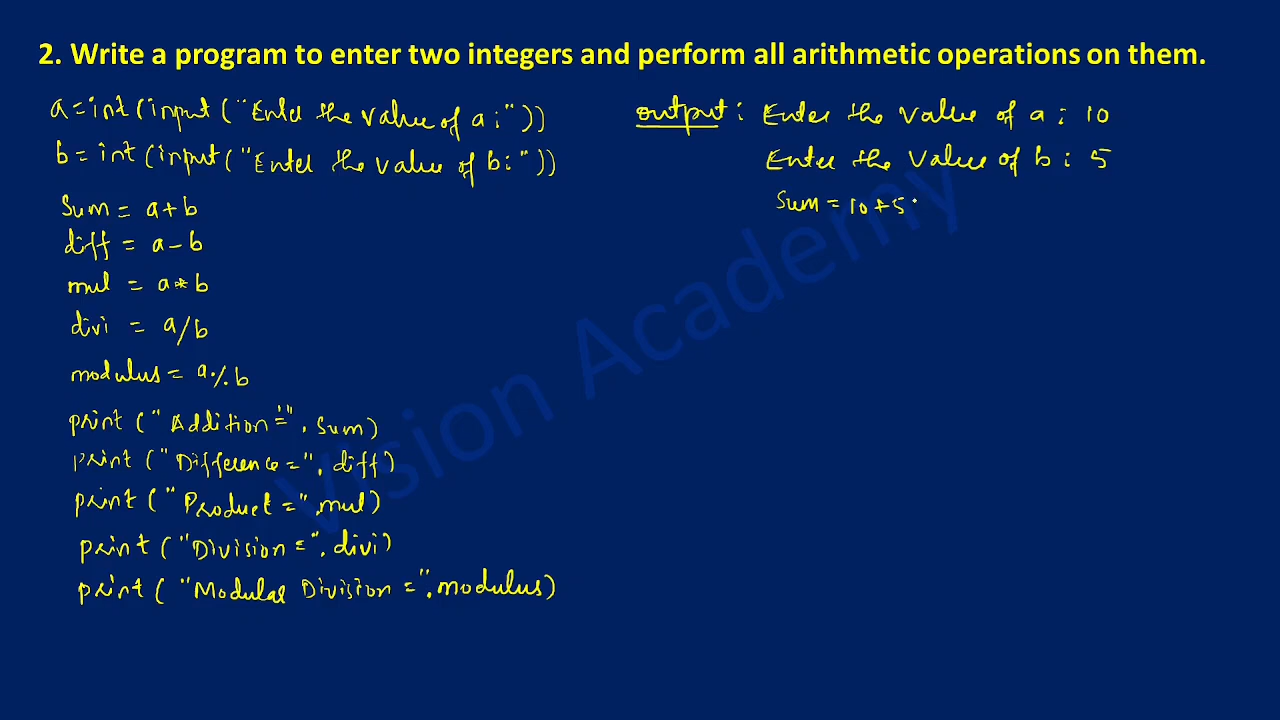 2. Write a program to enter two integers and perform all arithmetic operations on them.
a=int(input("Enter the value of a:"))
b=int(input("Enter the value of b:"))
Sum = a+b
diff = a-b
mul = a*b
divi = a/b
modulus = a%b
print("Addition=", Sum)
print("Difference=", diff)
print("Product=", mul)
print("Division=", divi)
print("Modular Division=", modulus)
output: Enter the value of a: 10
Enter the value of b: 5
Sum = 10+5
Vision Academy